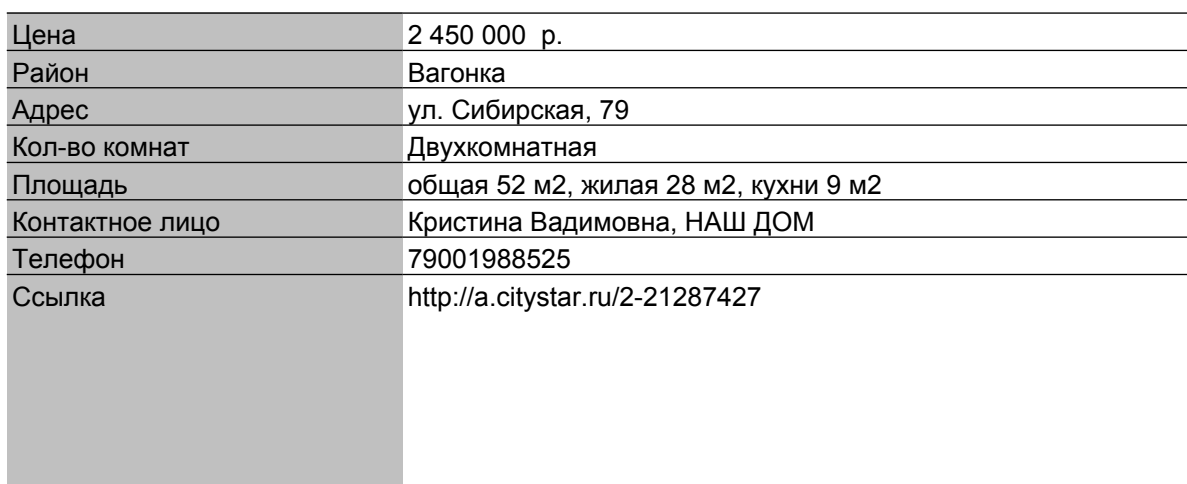 Цена 2 450 000 р.
Район Вагонка
Адрес ул. Сибирская, 79
Кол-во комнат Двухкомнатная
Площадь общая 52 м2, жилая 28 м2, кухни 9 м2
Контактное лицо Кристина Вадимовна, НАШ ДОМ
Телефон 79001988525
Ссылка http://a.citystar.ru/2-21287427